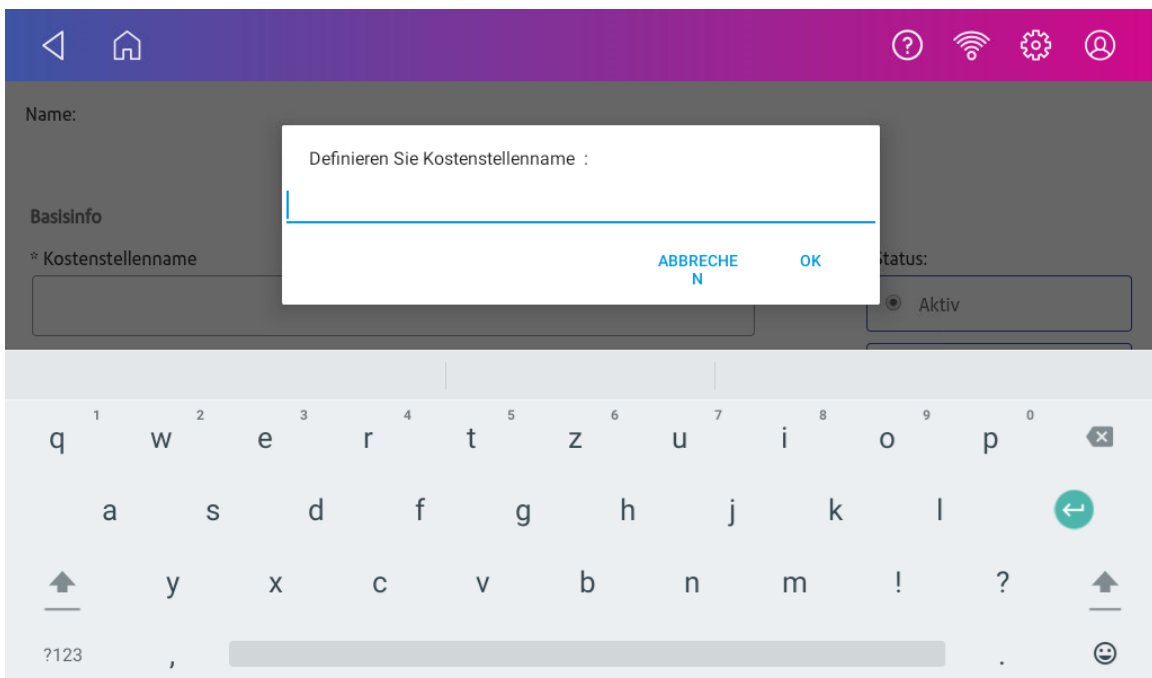 Name:
Definieren Sie Kostenstellenname :
Basisinfo
* Kostenstellenname
ABBRECHE
N
OK
Status:
Aktiv
1 2 3 4 5 6 7 8 9 0
q w e r t z u i o p
a s d f g h j k l
y x c v b n m ! ?
?123 , .